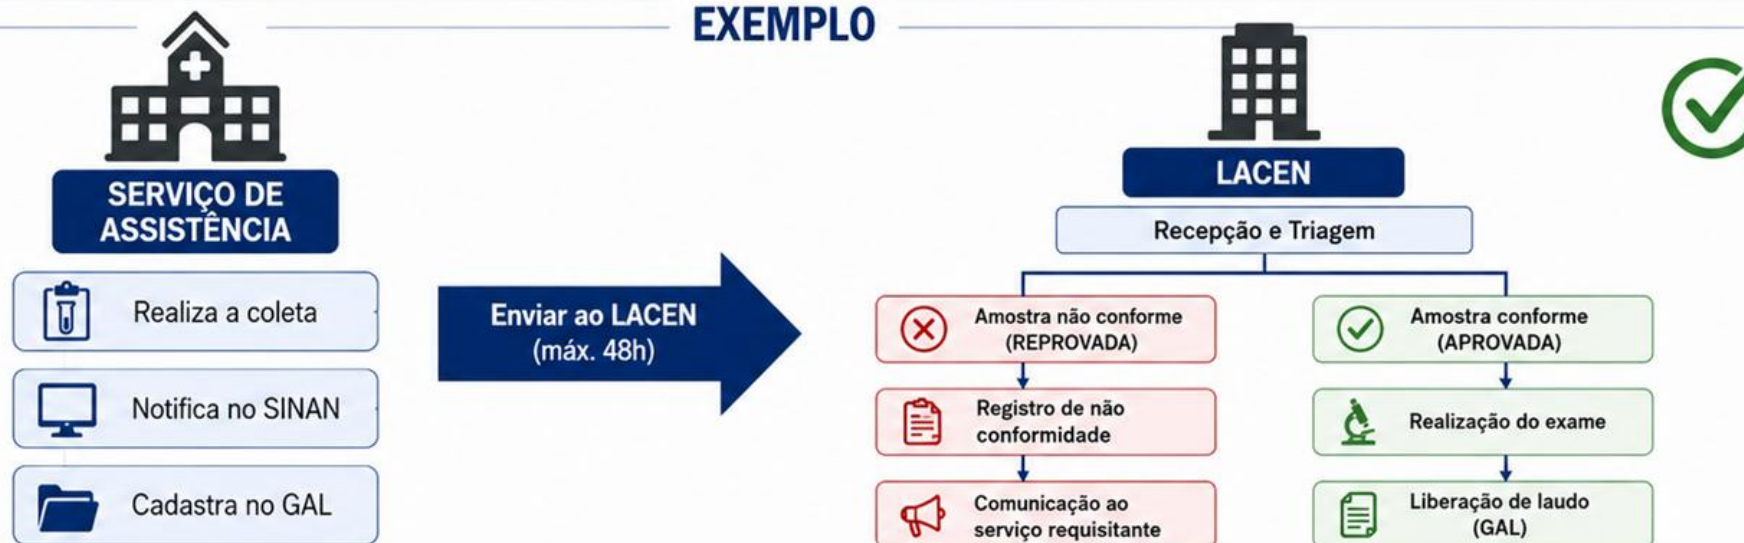 EXEMPLO
SERVIÇO DE
ASSISTÊNCIA
Realiza a coleta
Notifica no SINAN
Cadastra no GAL
Enviar ao LACEN
(máx. 48h)
LACEN
Recepção e Triagem
Amostra não conforme
(REPROVADA)
Registro de não
conformidade
Comunicação ao
serviço requisitante
Amostra conforme
(APROVADA)
Realização do exame
Liberação de laudo
(GAL)